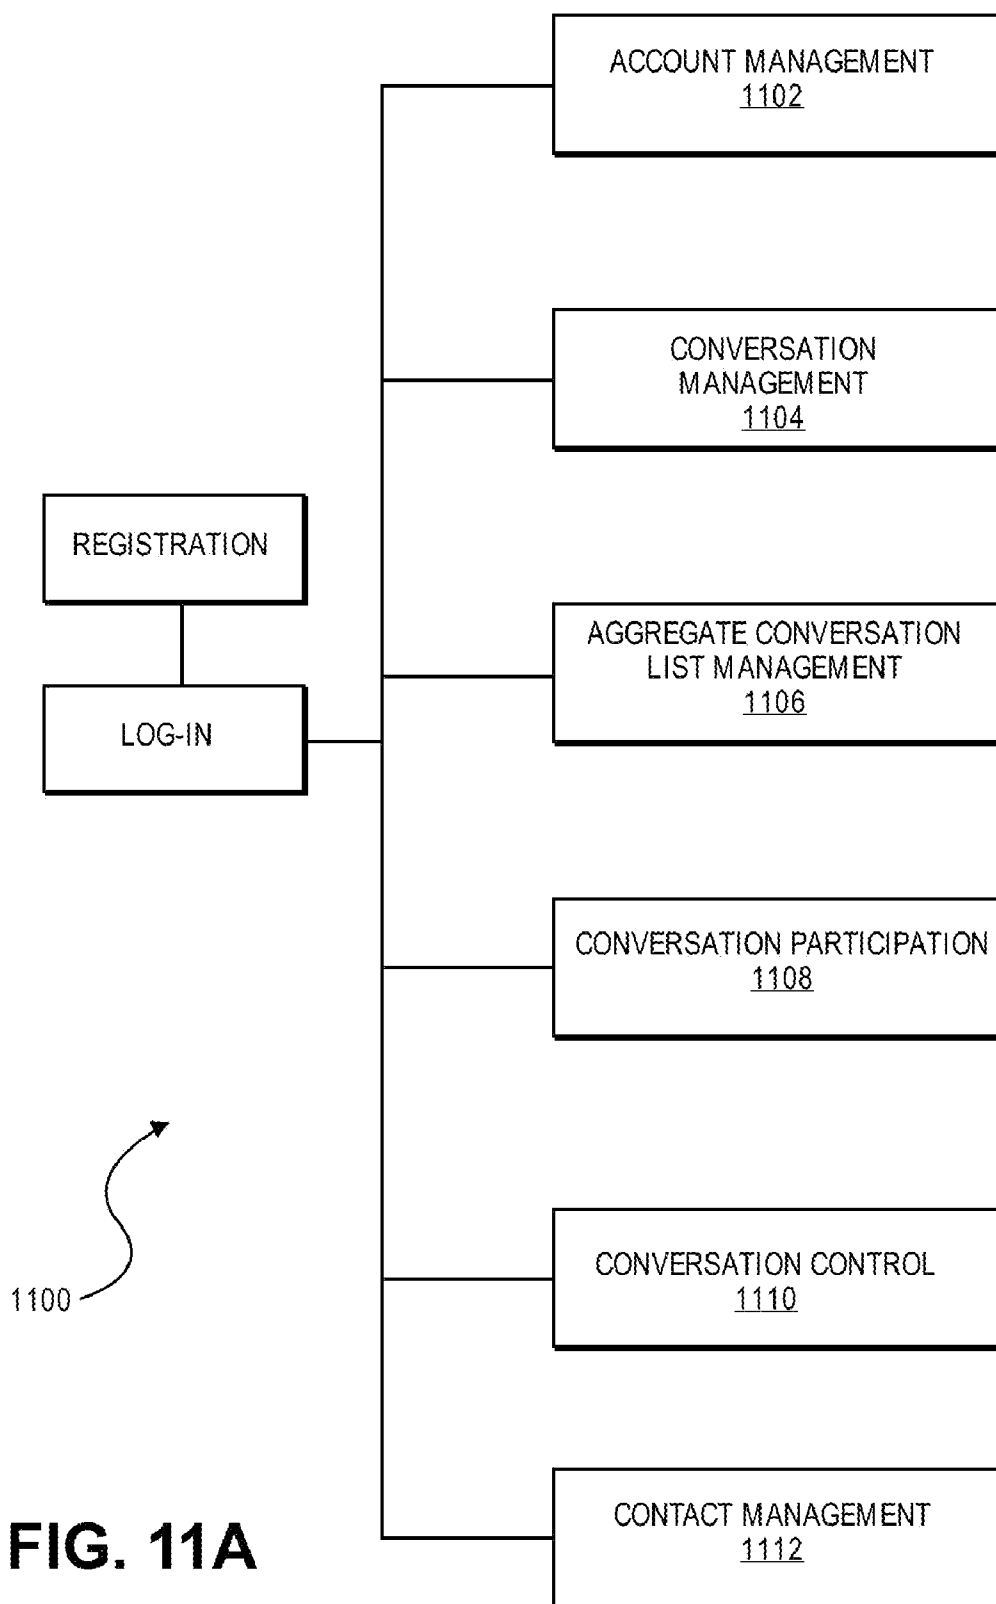 ACCOUNT MANAGEMENT
1102
CONVERSATION
MANAGEMENT
1104
REGISTRATION
AGGREGATE CONVERSATION
LIST MANAGEMENT
1106
LOG-IN
CONVERSATION PARTICIPATION
1108
CONVERSATION CONTROL
1110
1100
CONTACT MANAGEMENT
1112
FIG. 11A